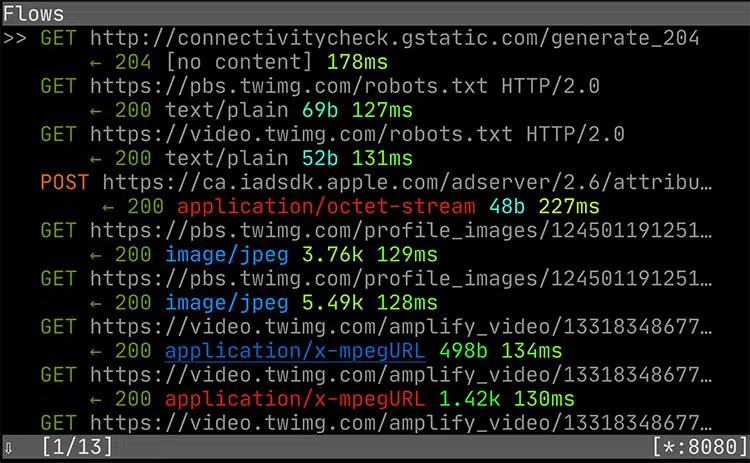 Flows
>> GET http://connectivitycheck.gstatic.com/generate_204
← 204 [no content] 178ms
GET https://pbs.twimg.com/robots.txt HTTP/2.0
← 200 text/plain 69b 127ms
GET https://video.twimg.com/robots.txt HTTP/2.0
← 200 text/plain 52b 131ms
POST https://ca.iadsdk.apple.com/adserver/2.6/attribu…
← 200 application/octet-stream 48b 227ms
GET https://pbs.twimg.com/profile_images/124501191251…
← 200 image/jpeg 3.76k 129ms
GET https://pbs.twimg.com/profile_images/124501191251…
← 200 image/jpeg 5.49k 128ms
GET https://video.twimg.com/amplify_video/13318348677…
← 200 application/x-mpegURL 498b 134ms
GET https://video.twimg.com/amplify_video/13318348677…
← 200 application/x-mpegURL 1.42k 130ms
GET https://video.twimg.com/amplify_video/13318348677…
⇩ [1/13] [*:8080]